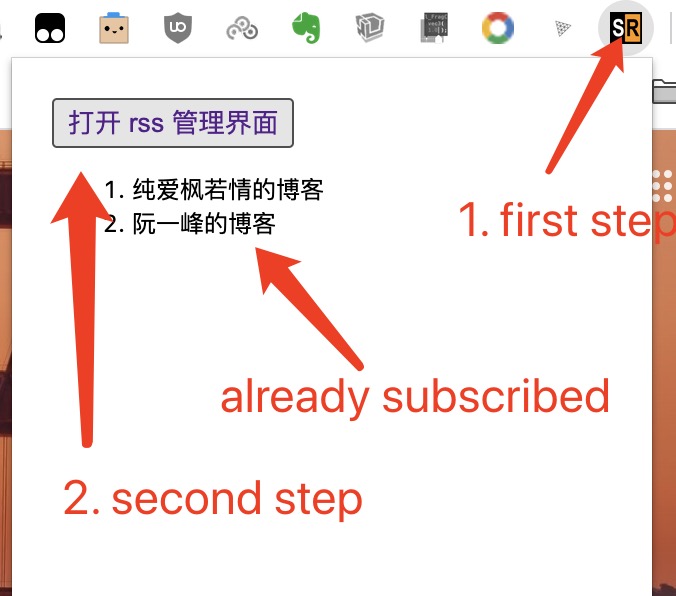 SR
打开 rss 管理界面
1. 纯爱枫若情的博客
2. 阮一峰的博客
1. first step
already subscribed
2. second step